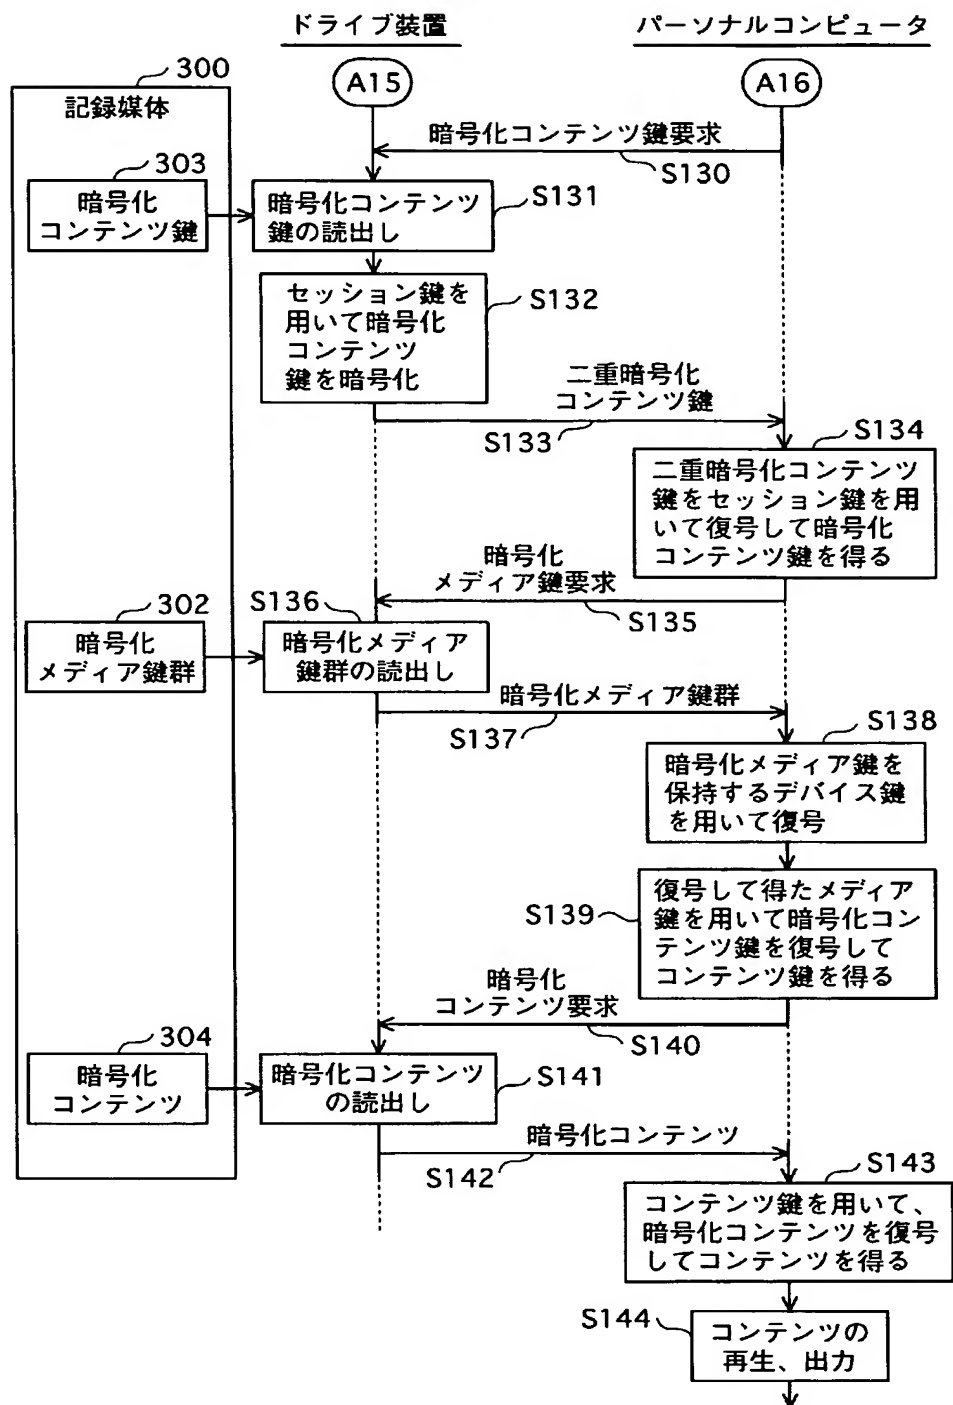 ドライブ装置
パーソナルコンピュータ
300
A15
A16
記録媒体
暗号化コンテンツ鍵要求
S130
303
暗号化
コンテンツ鍵
S131
暗号化コンテンツ
鍵の読出し
S132
セッション鍵を
用いて暗号化
コンテンツ
鍵を暗号化
二重暗号化
コンテンツ鍵
S133
S134
二重暗号化コンテンツ
鍵をセッション鍵を用
いて復号して暗号化
コンテンツ鍵を得る
暗号化
メディア鍵要求
S135
302
S136
暗号化
メディア鍵群
暗号化メディア
鍵群の読出し
暗号化メディア鍵群
S137
S138
暗号化メディア鍵を
保持するデバイス鍵
を用いて復号
S139
復号して得たメディア
鍵を用いて暗号化コン
テンツ鍵を復号して
コンテンツ鍵を得る
暗号化
コンテンツ要求
S140
304
暗号化
コンテンツ
S141
暗号化コンテンツ
の読出し
暗号化コンテンツ
S142
S143
コンテンツ鍵を用いて、
暗号化コンテンツを復号
してコンテンツを得る
S144
コンテンツの
再生、出力